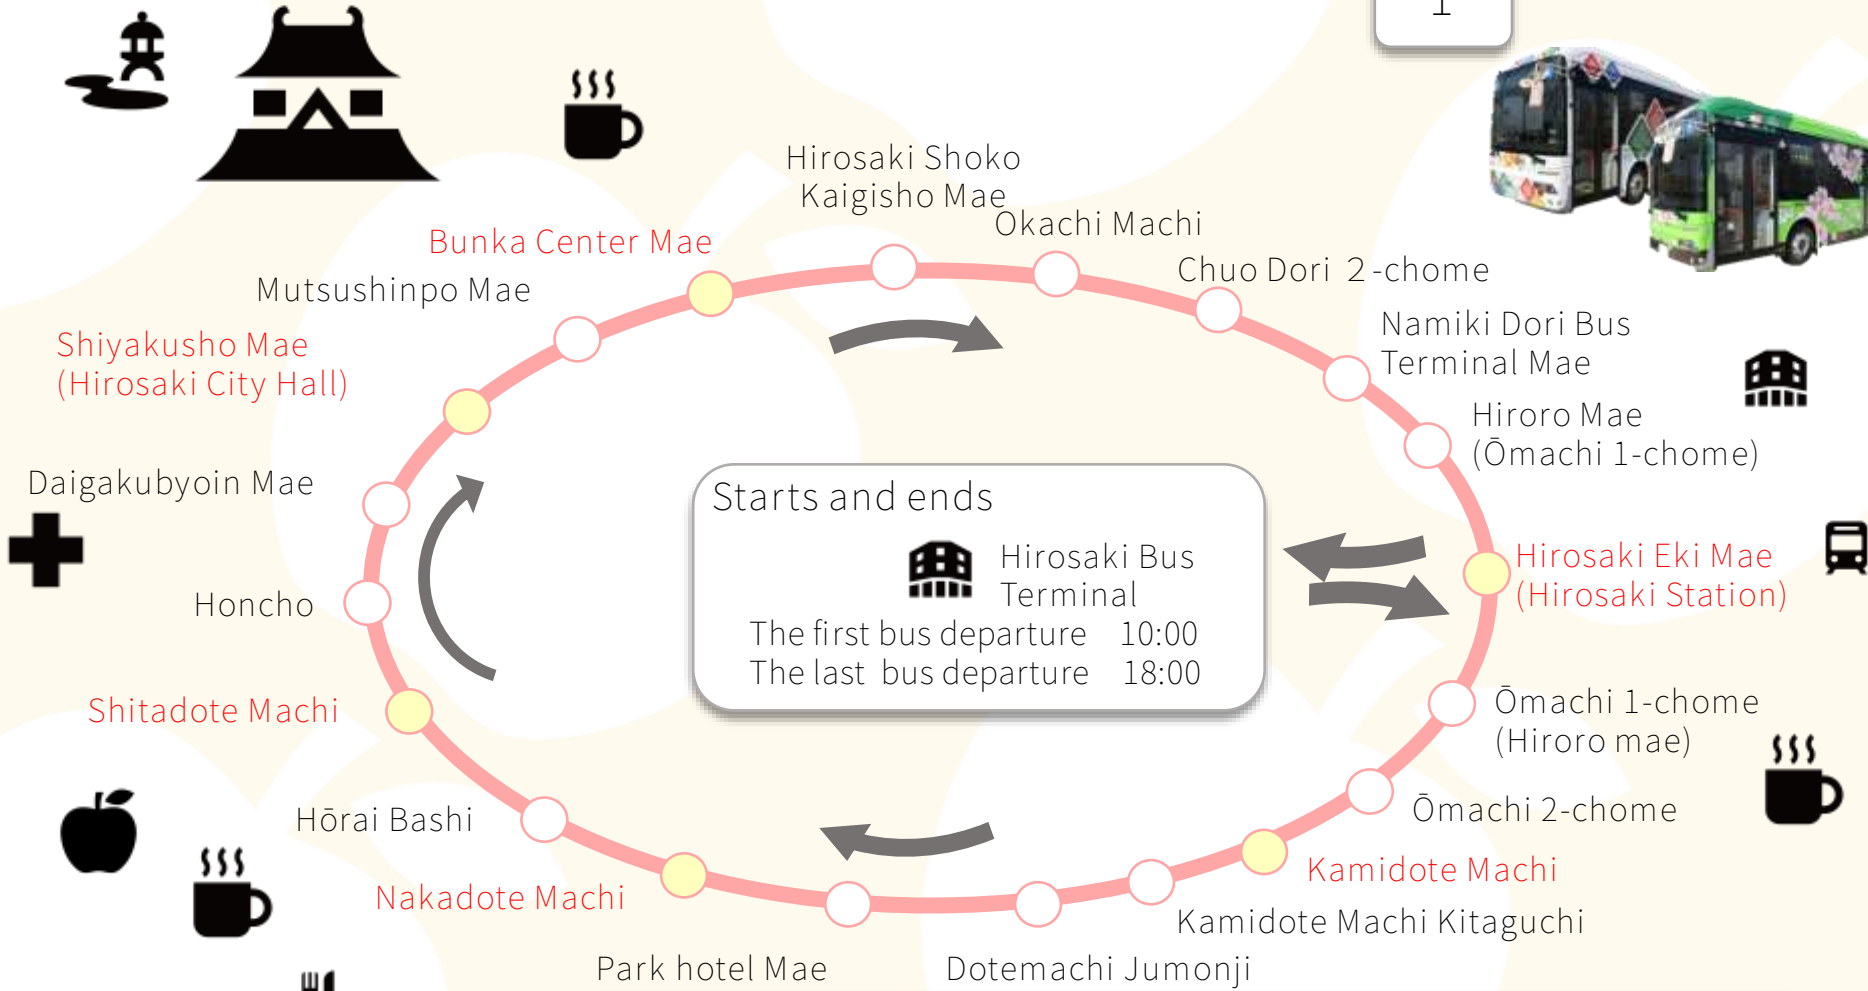 Hirosaki Shoko
Kaigisho Mae
Okachi Machi
Bunka Center Mae
Chuo Dori ２-chome
Mutsushinpo Mae
Namiki Dori Bus
Terminal Mae
Shiyakusho Mae
(Hirosaki City Hall)
Hiroro Mae
(Ōmachi 1-chome)
Daigakubyoin Mae
Starts and ends
Hirosaki Bus
Terminal
The first bus departure 10:00
The last bus departure 18:00
Hirosaki Eki Mae
(Hirosaki Station)
Honcho
Shitadote Machi
Ōmachi 1-chome
(Hiroro mae)
Hōrai Bashi
Ōmachi 2-chome
Kamidote Machi
Nakadote Machi
Kamidote Machi Kitaguchi
Park hotel Mae
Dotemachi Jumonji